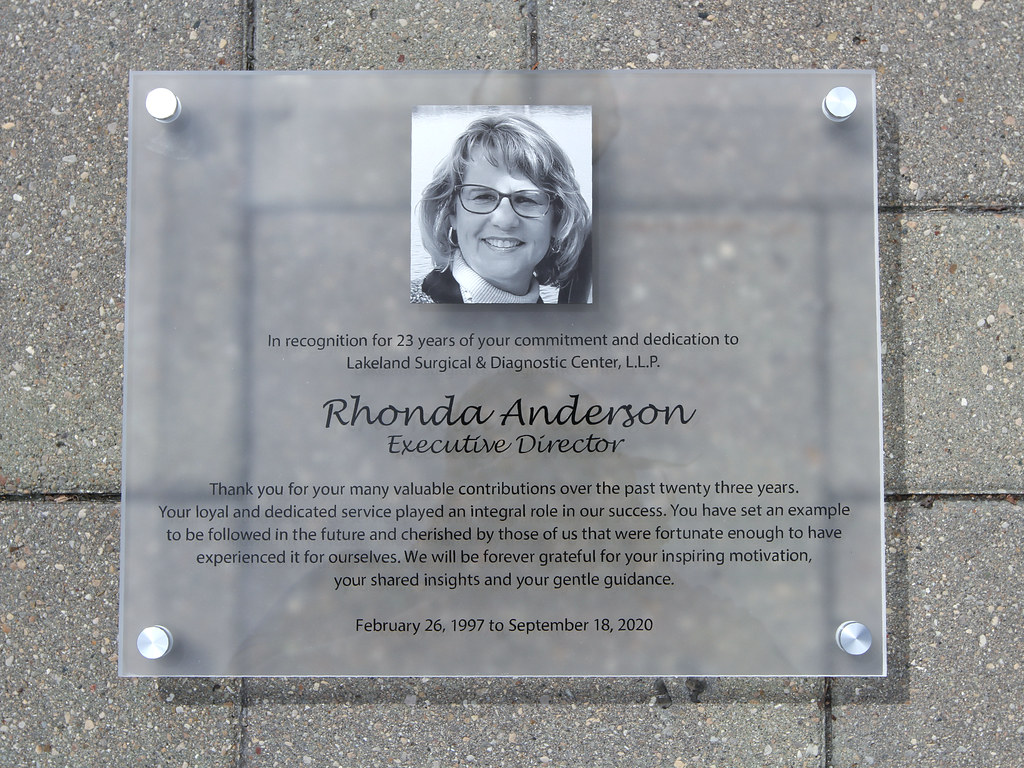 In recognition for 23 years of your commitment and dedication to
Lakeland Surgical & Diagnostic Center, L.L.P.
Rhonda Anderson
Executive Director
Thank you for your many valuable contributions over the past twenty three years.
Your loyal and dedicated service played an integral role in our success. You have set an example
to be followed in the future and cherished by those of us that were fortunate enough to have
experienced it for ourselves. We will be forever grateful for your inspiring motivation,
your shared insights and your gentle guidance.
February 26, 1997 to September 18, 2020